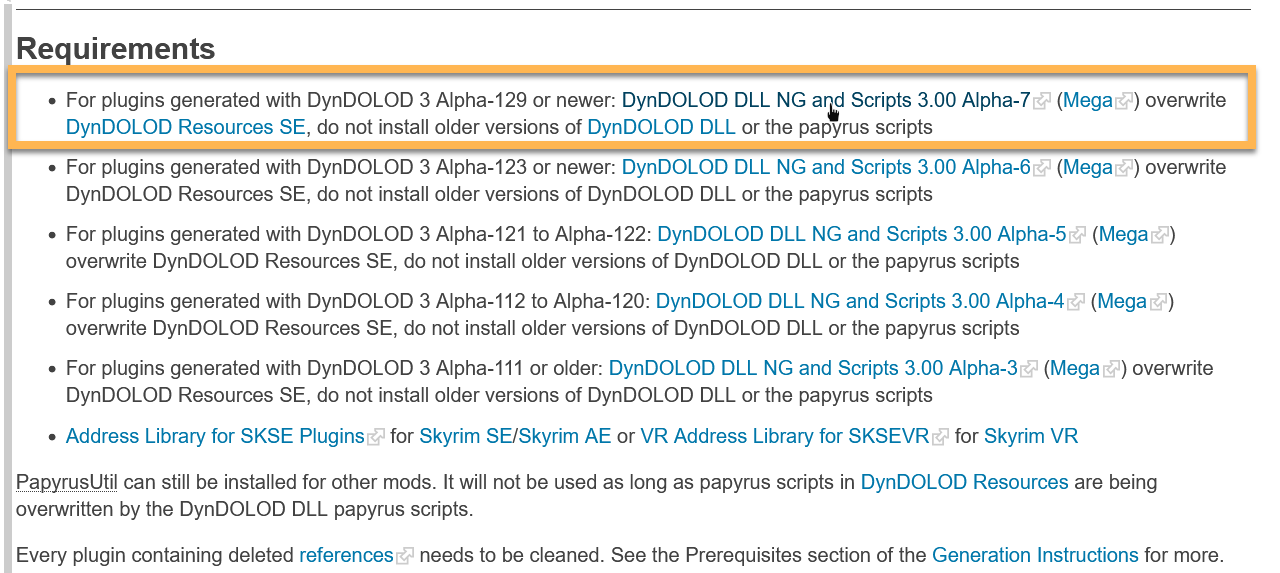 Requirements
For plugins generated with DynDOLOD 3 Alpha-129 or newer: DynDOLOD DLL NG and Scripts 3.00 Alpha-7 (Mega) overwrite
DynDOLOD Resources SE, do not install older versions of DynDOLOD DLL or the papyrus scripts
For plugins generated with DynDOLOD 3 Alpha-123 or newer: DynDOLOD DLL NG and Scripts 3.00 Alpha-6 (Mega) overwrite
DynDOLOD Resources SE, do not install older versions of DynDOLOD DLL or the papyrus scripts
For plugins generated with DynDOLOD 3 Alpha-121 to Alpha-122: DynDOLOD DLL NG and Scripts 3.00 Alpha-5 (Mega)
overwrite DynDOLOD Resources SE, do not install older versions of DynDOLOD DLL or the papyrus scripts
For plugins generated with DynDOLOD 3 Alpha-112 to Alpha-120: DynDOLOD DLL NG and Scripts 3.00 Alpha-4 (Mega)
overwrite DynDOLOD Resources SE, do not install older versions of DynDOLOD DLL or the papyrus scripts
For plugins generated with DynDOLOD 3 Alpha-111 or older: DynDOLOD DLL NG and Scripts 3.00 Alpha-3 (Mega) overwrite
DynDOLOD Resources SE, do not install older versions of DynDOLOD DLL or the papyrus scripts
Address Library for SKSE Plugins for Skyrim SE/Skyrim AE or VR Address Library for SKSEVR for Skyrim VR
PapyrusUtil can still be installed for other mods. It will not be used as long as papyrus scripts in DynDOLOD Resources are being
overwritten by the DynDOLOD DLL papyrus scripts.
Every plugin containing deleted references needs to be cleaned. See the Prerequisites section of the Generation Instructions for more.